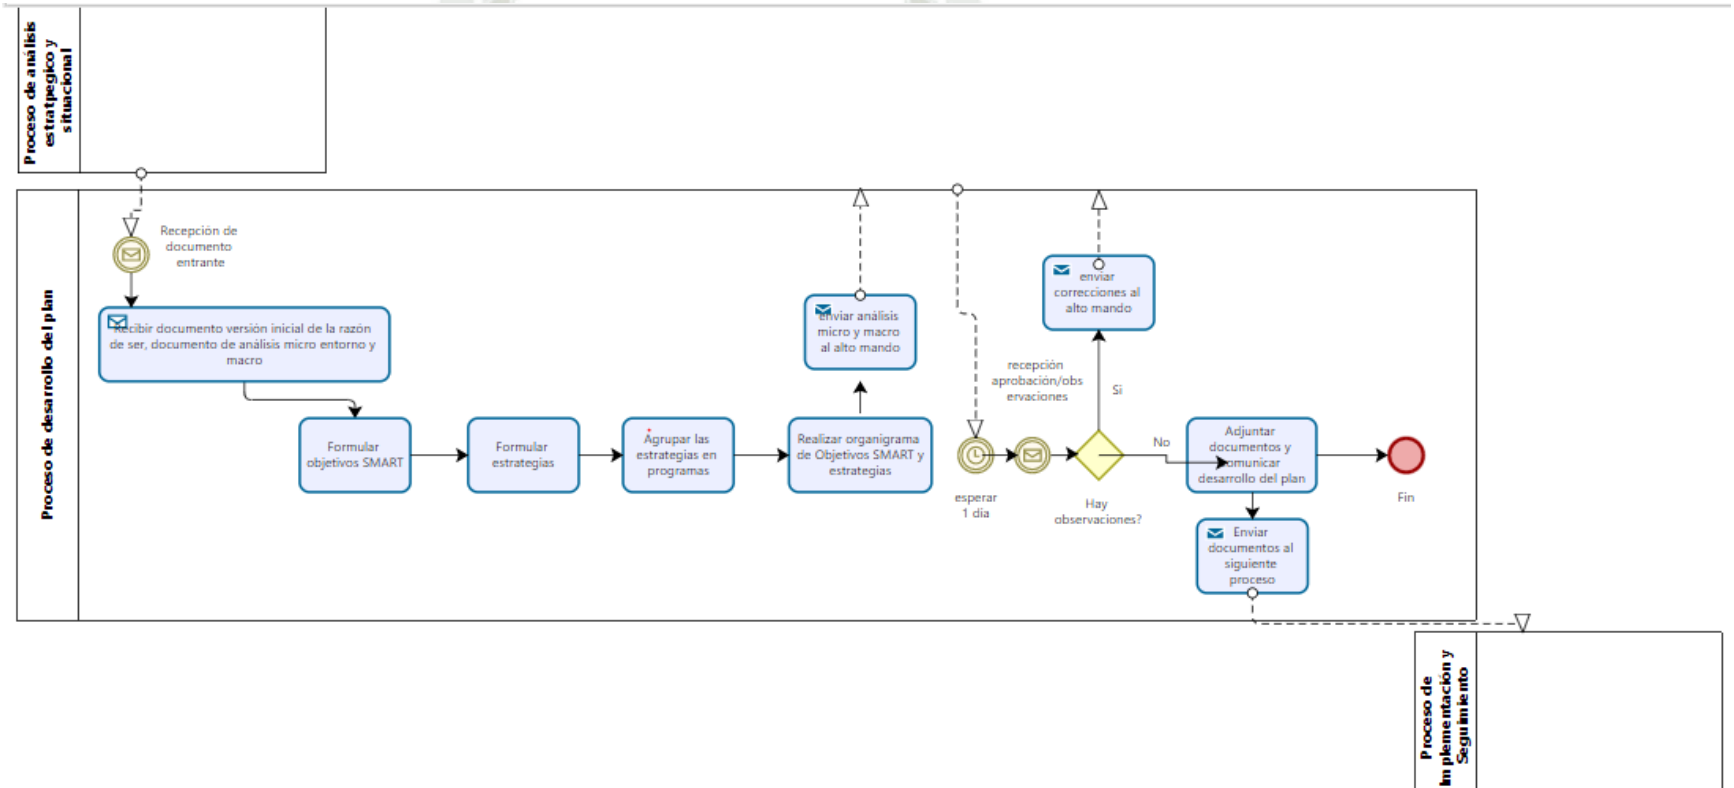 Proceso de análisis
estratpegico y
situacional
Proceso de desarrollo del plan
Recepción de
documento
entrante
Recibir documento versión inicial de la razón
de ser, documento de análisis micro entorno y
macro
Formular
objetivos SMART
Formular
estrategias
Agrupar las
estrategias en
programas
Realizar organigrama
de Objetivos SMART y
estrategias
enviar análisis
micro y macro
al alto mando
esperar
1 dia
recepción
aprobación/obs
ervaciones
Hay
observaciones?
Si
enviar
correcciones al
alto mando
No
Adjuntar
documentos y
comunicar
desarrollo del plan
Fin
Enviar
documentos al
siguiente
proceso
Proceso de
Implementación y
Seguimiento